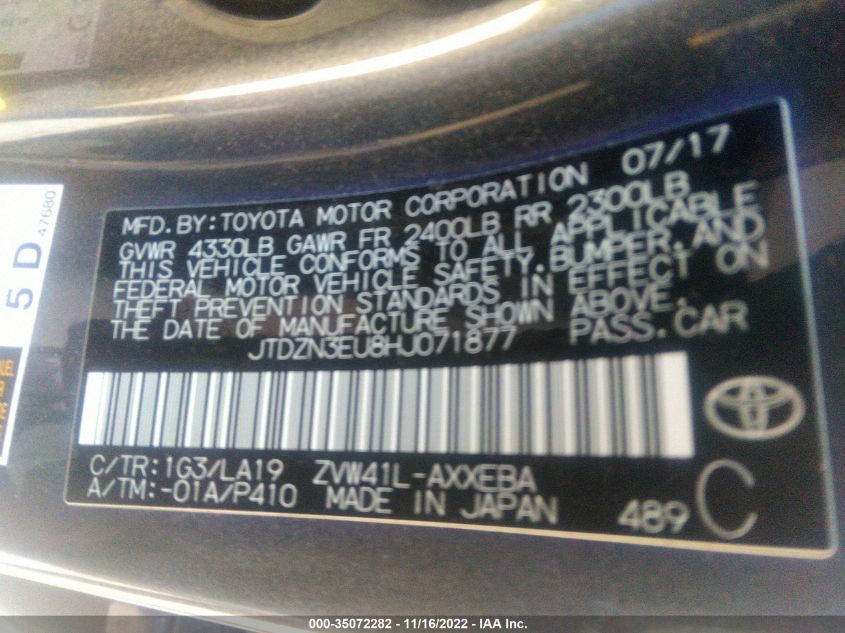 MFD.BY:TOYOTA MOTOR CORPORATION 07/17
GVWR 4330LB GAWR FR 2400LB RR 2300LB
THIS VEHICLE CONFORMS TO ALL APPLICABLE
FEDERAL MOTOR VEHICLE SAFETY,BUMPER,AND
THEFT PREVENTION STANDARDS IN EFFECT ON
THE DATE OF MANUFACTURE SHOWN ABOVE.
JTDZN3EU8HJ071877 PASS.CAR
C/TR:1G3/LA19 ZVW41L-AXXEBA
A/TM:-01A/P410 MADE IN JAPAN 489 C
5 D
47680
000-35072282 - 11/16/2022 - IAA Inc.